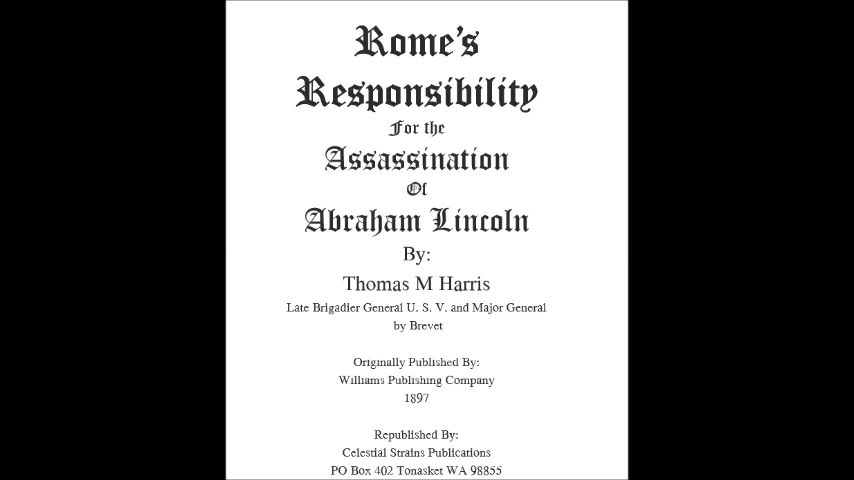 Rome's
Responsibility
For the
Assassination
Of
Abraham Lincoln
By:
Thomas M Harris
Late Brigadier General U. S. V. and Major General
by Brevet
Originally Published By:
Williams Publishing Company
1897
Republished By:
Celestial Strains Publications
PO Box 402 Tonasket WA 98855